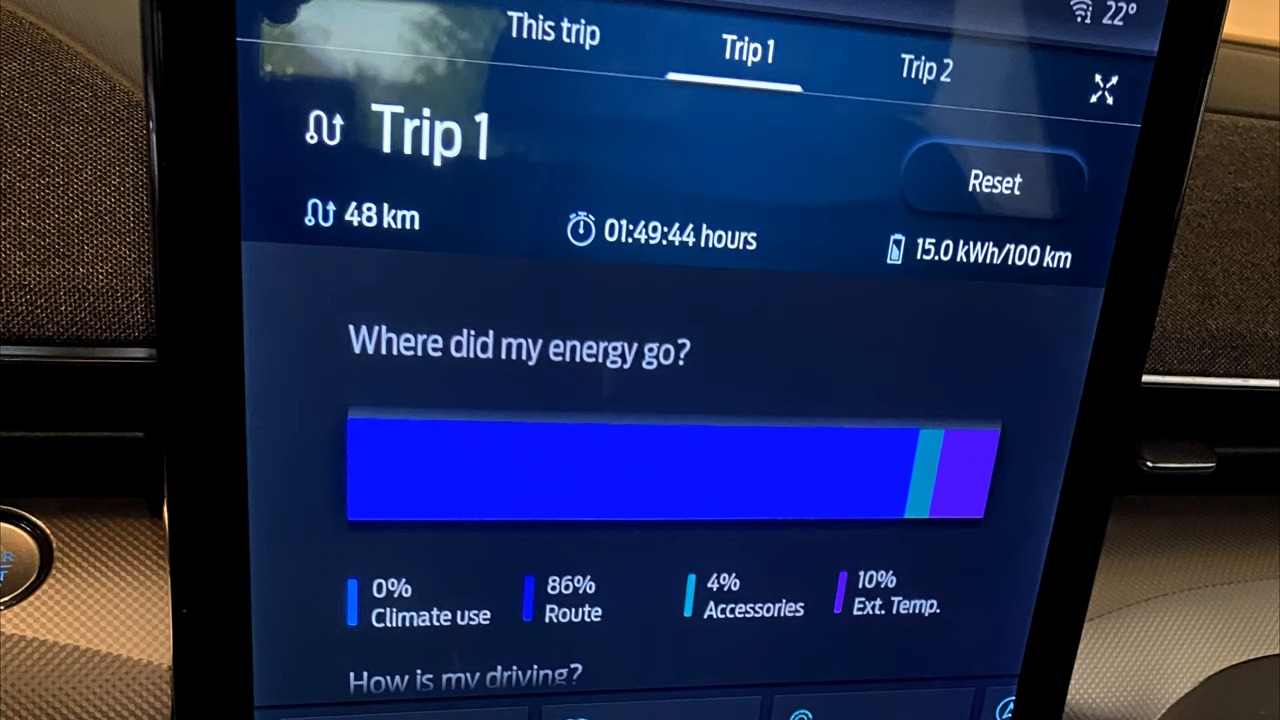 22°
This trip
Trip 1
Trip 2
Trip 1
Reset
48 km
01:49:44 hours
15.0 kWh/100 km
Where did my energy go?
0%
Climate use
86%
Route
4%
Accessories
10%
Ext. Temp.
How is my driving?